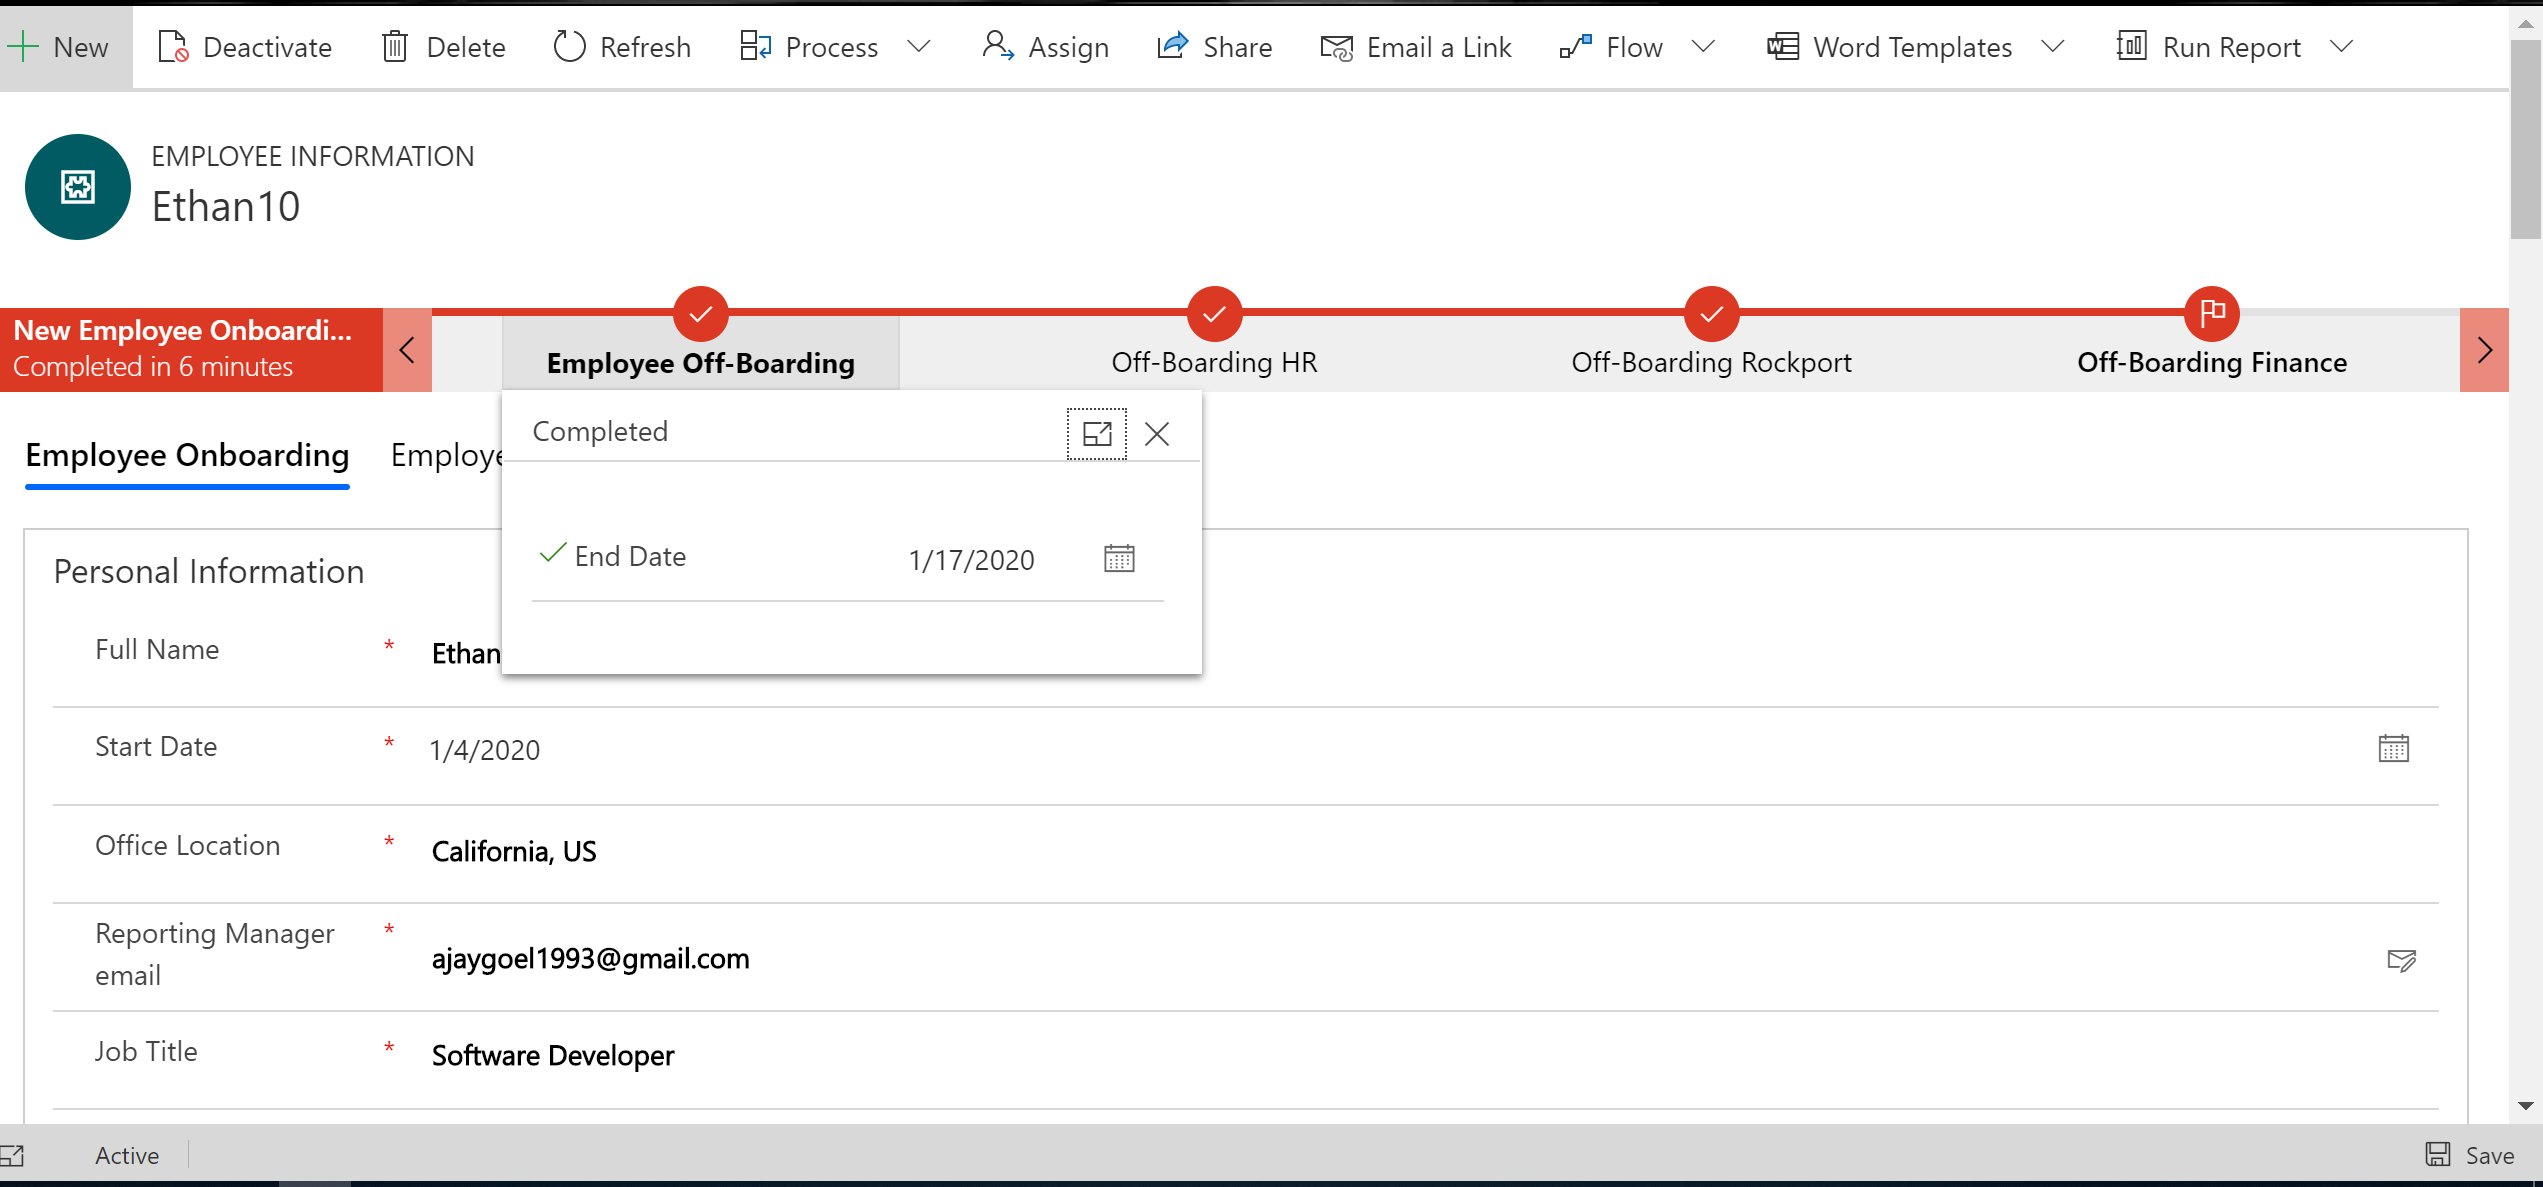 New Deactivate Delete Refresh Process Assign Share Email a Link Flow Word Templates Run Report
EMPLOYEE INFORMATION
Ethan10
New Employee Onboardi...
Completed in 6 minutes
Employee Off-Boarding Off-Boarding HR Off-Boarding Rockport Off-Boarding Finance
Employee Onboarding Employe
Completed
End Date 1/17/2020
Personal Information
Full Name * Ethan
Start Date * 1/4/2020
Office Location * California, US
Reporting Manager email * ajaygoel1993@gmail.com
Job Title * Software Developer
Active Save